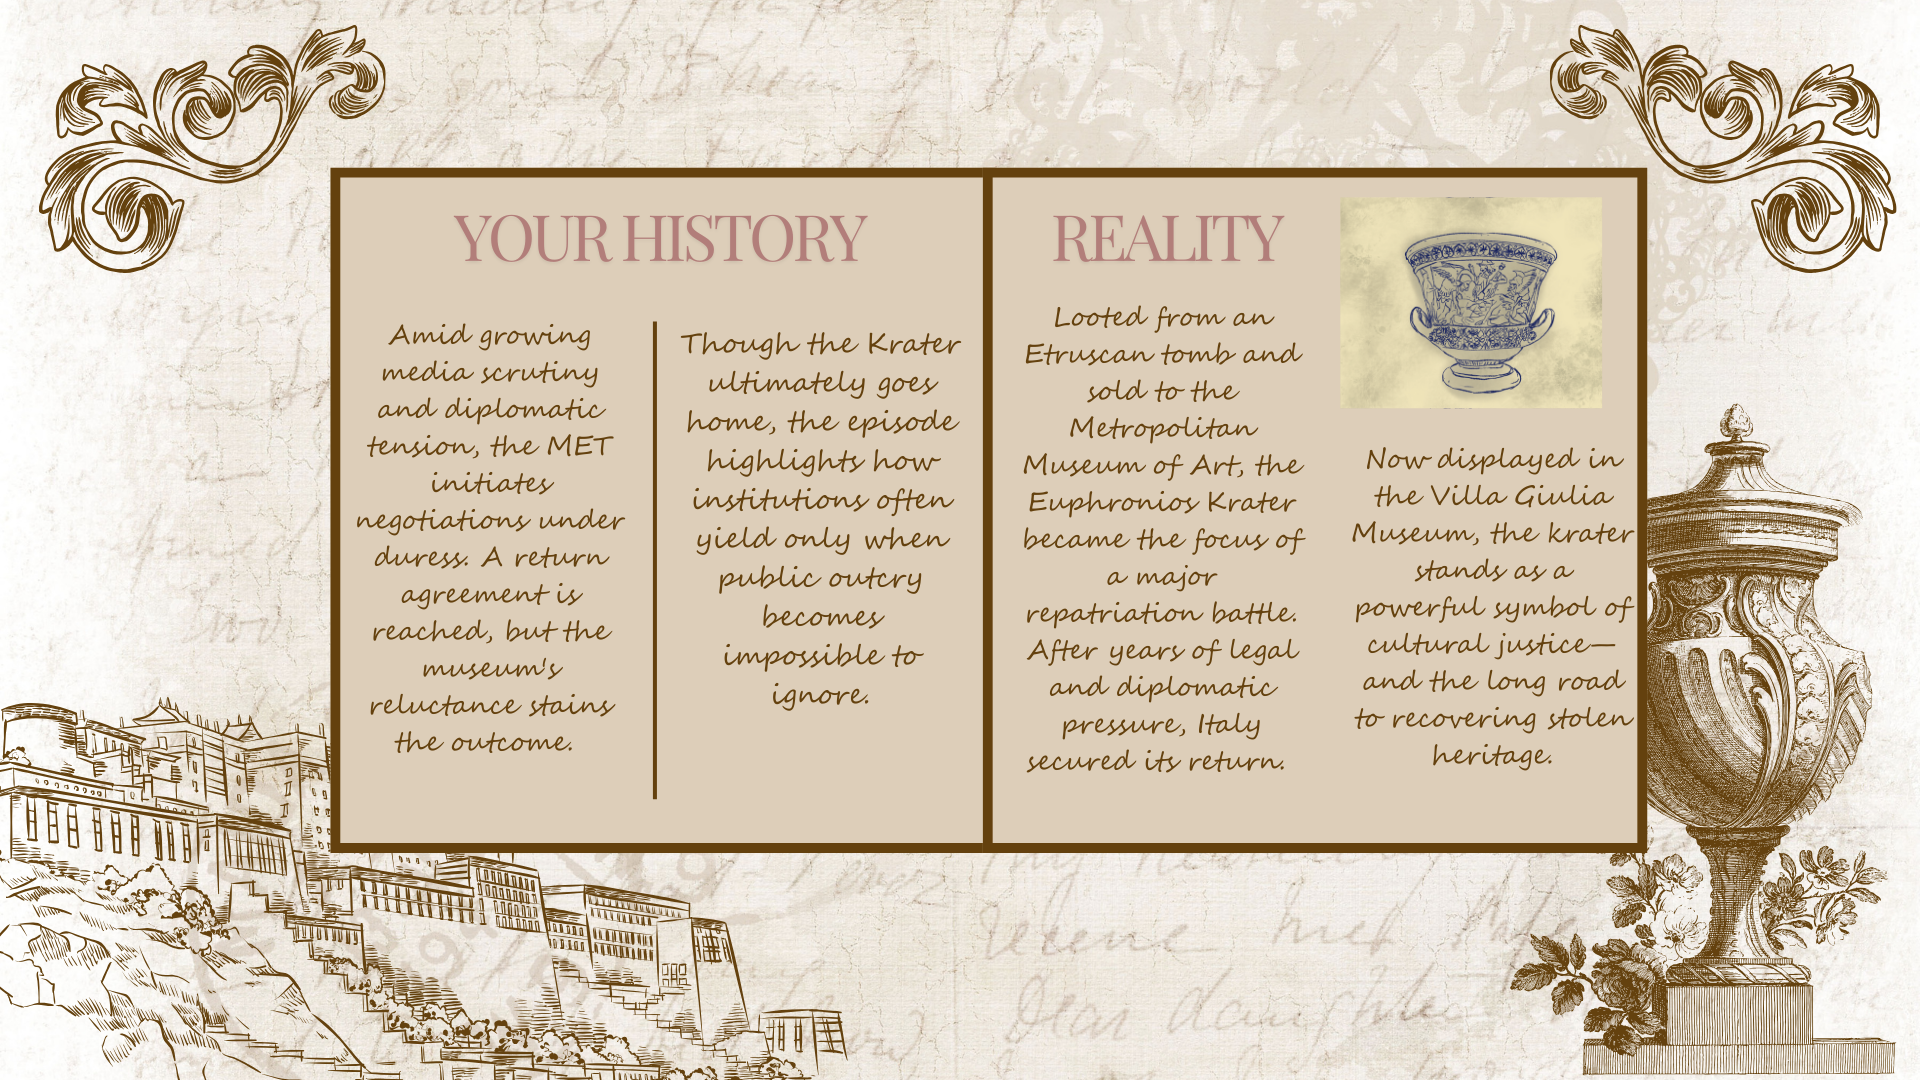 YOUR HISTORY
Amid growing
media scrutiny
and diplomatic
tension, the MET
initiates
negotiations under
duress. A return
agreement is
reached, but the
museum's
reluctance stains
the outcome.
Though the Krater
ultimately goes
home, the episode
highlights how
institutions often
yield only when
public outcry
becomes
impossible to
ignore.
REALITY
Looted from an
Etruscan tomb and
sold to the
Metropolitan
Museum of Art, the
Euphronios Krater
became the focus of
a major
repatriation battle.
After years of legal
and diplomatic
pressure, Italy
secured its return.
Now displayed in
the Villa Giulia
Museum, the krater
stands as a
powerful symbol of
cultural justice—
and the long road
to recovering stolen
heritage.
Dear daughter